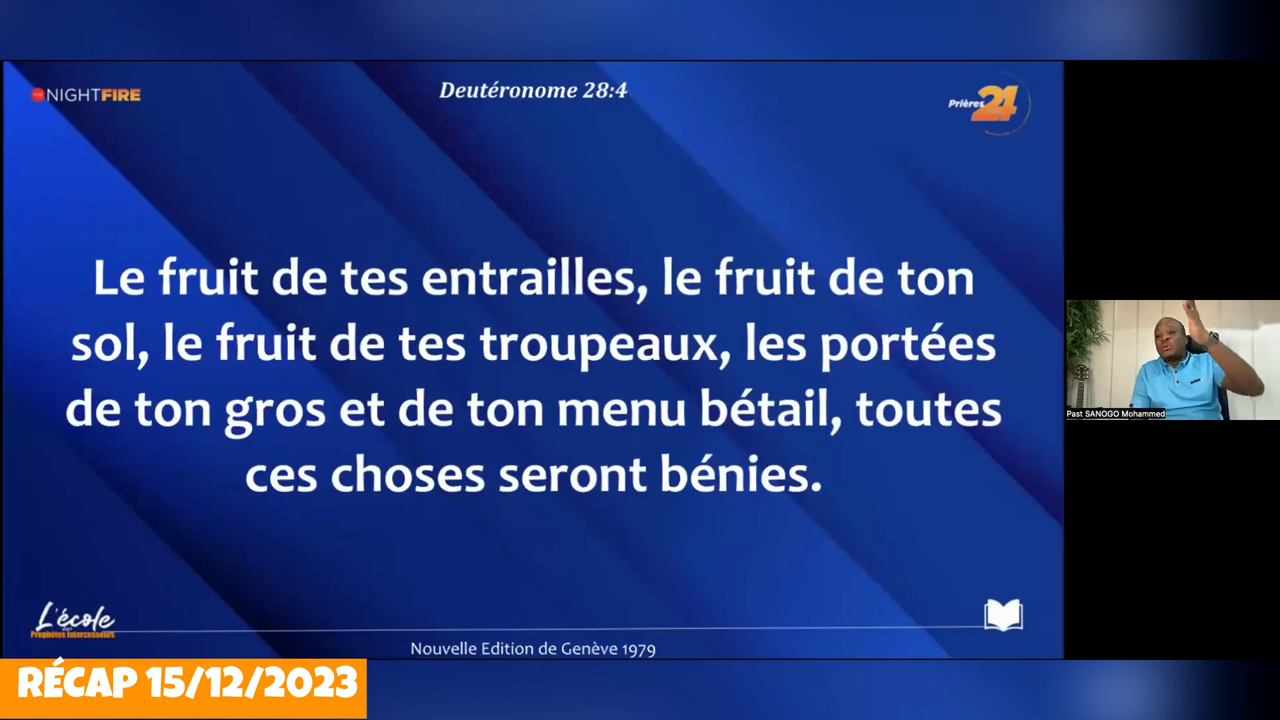 NIGHTFIRE
Deutéronome 28:4
Prières 24
Le fruit de tes entrailles, le fruit de ton
sol, le fruit de tes troupeaux, les portées
de ton gros et de ton menu bétail, toutes
ces choses seront bénies.
Past SANOGO Mohammed
L'école
Prophètes Intercesseurs
Nouvelle Edition de Genève 1979
RÉCAP 15/12/2023